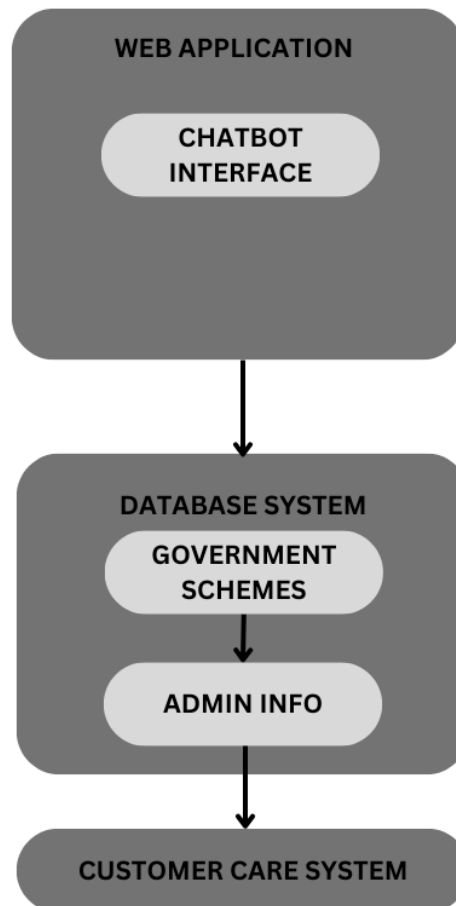 WEB APPLICATION
CHATBOT
INTERFACE
DATABASE SYSTEM
GOVERNMENT
SCHEMES
ADMIN INFO
CUSTOMER CARE SYSTEM